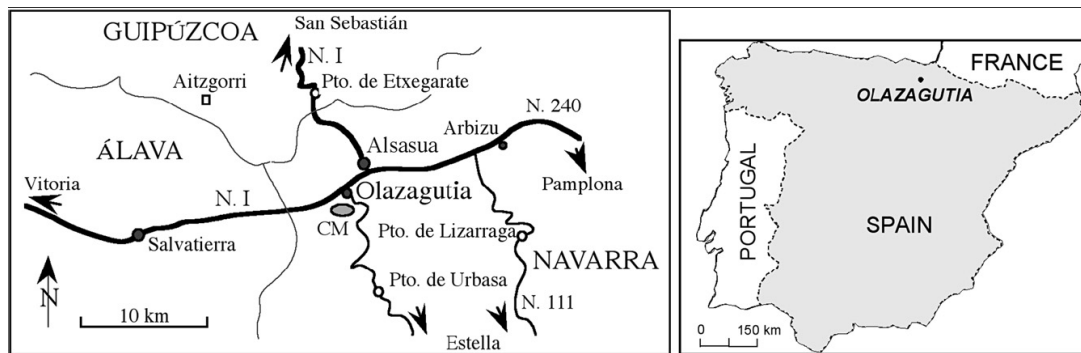 GUIPÚZCOA
San Sebastián
N. I
Aitzgorri
Pto. de Etxegarate
N. 240
Arbizu
Alsasua
ÁLAVA
Vitoria
N. I
Olazagutia
Pamplona
CM
Salvatierra
Pto. de Lizarraga
NAVARRA
Pto. de Urbasa
N
N. 111
10 km
Estella
FRANCE
OLAZAGUTIA
PORTUGAL
SPAIN
0 150 km